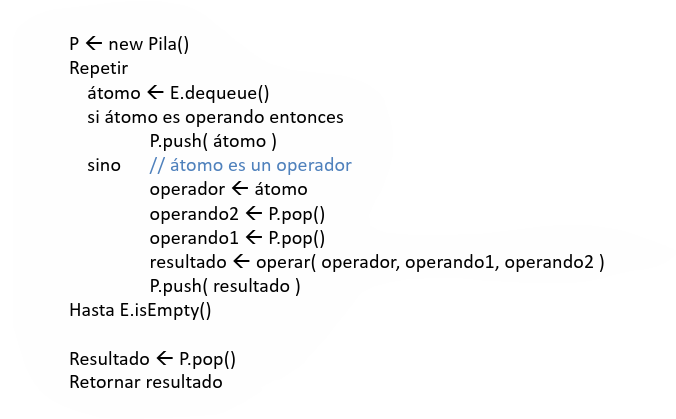 P ← new Pila()
Repetir
átomo ← E.dequeue()
si átomo es operando entonces
P.push( átomo )
sino // átomo es un operador
operador ← átomo
operando2 ← P.pop()
operando1 ← P.pop()
resultado ← operar( operador, operando1, operando2 )
P.push( resultado )
Hasta E.isEmpty()
Resultado ← P.pop()
Retornar resultado